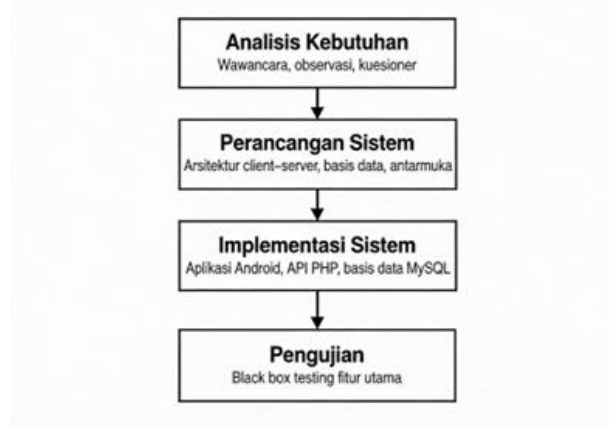 Analisis Kebutuhan
Wawancara, observasi, kuesioner
Perancangan Sistem
Arsitektur client–server, basis data, antarmuka
Implementasi Sistem
Aplikasi Android, API PHP, basis data MySQL
Pengujian
Black box testing fitur utama